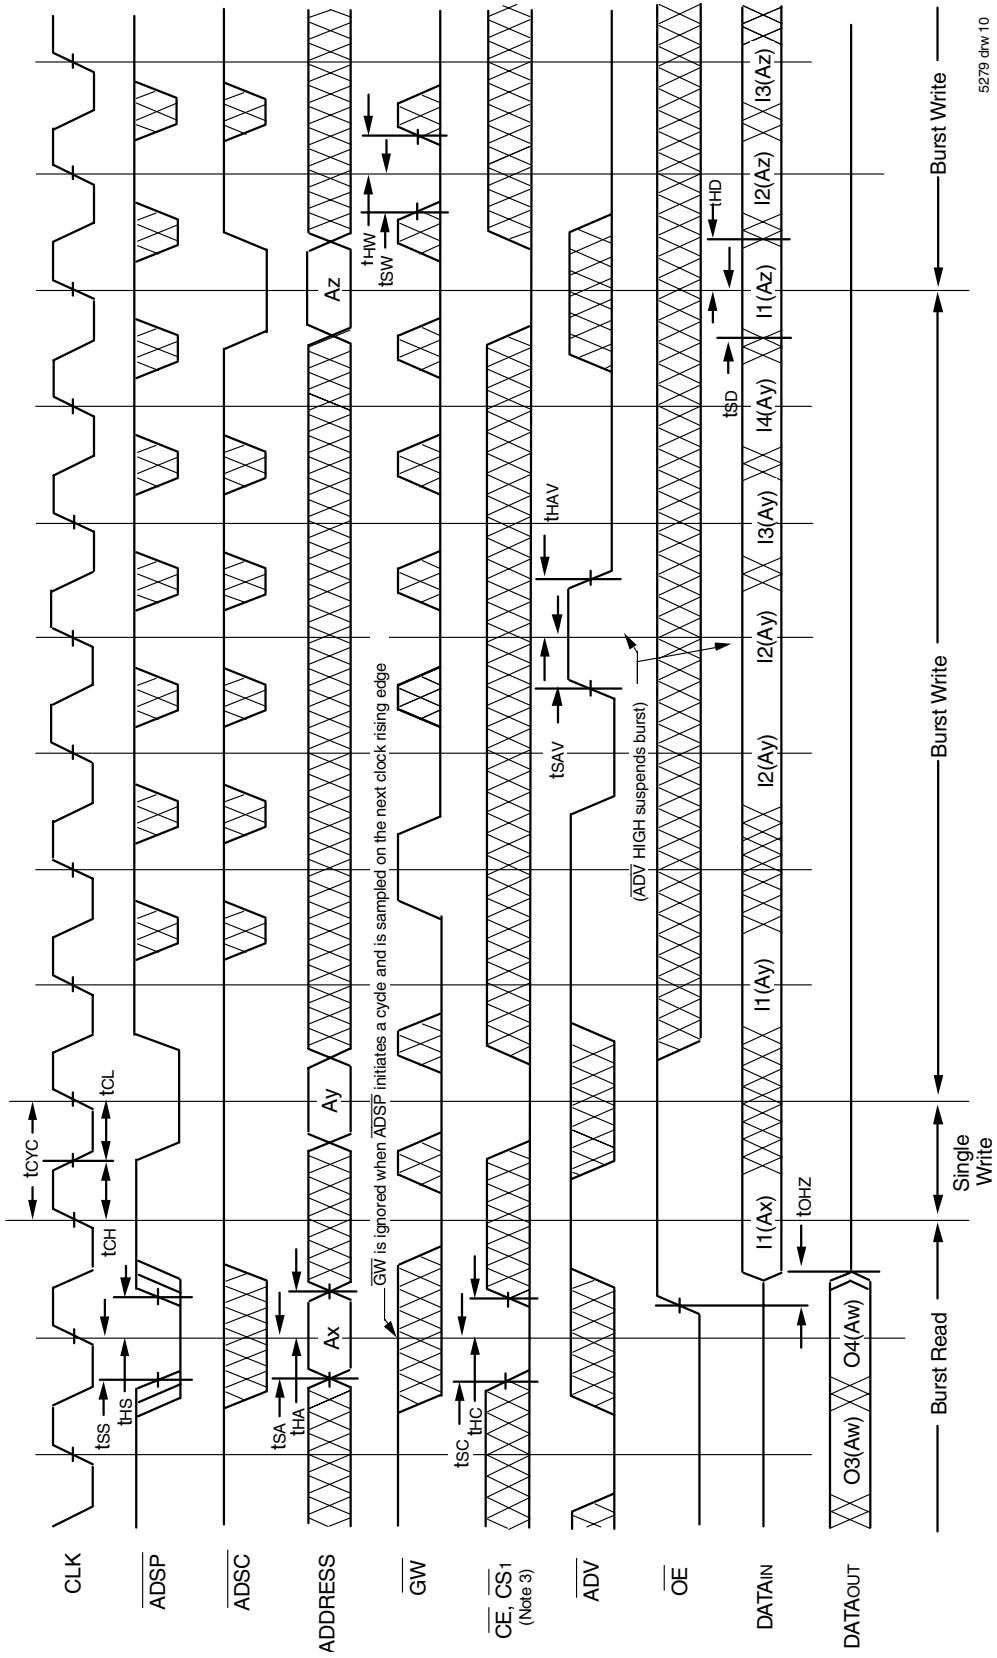 CLK
tCYC
tCH
tCL
ADSP
tSS
tHS
ADSC
ADDRESS
tSA
tHA
Ax
Ay
Az
GW
GW is ignored when ADSP initiates a cycle and is sampled on the next clock rising edge
tHW
tSW
CE, CS1
(Note 3)
tSC
tHC
ADV
tSAV
tHAV
(ADV HIGH suspends burst)
OE
DATAIN
I1(Ax)
I1(Ay)
I2(Ay)
I2(Ay)
I3(Ay)
I4(Ay)
I1(Az)
I2(Az)
I3(Az)
tSD
tHD
tOHZ
DATAOUT
O3(Aw)
O4(Aw)
Burst Read
Single
Write
Burst Write
Burst Write
5279 drw 10